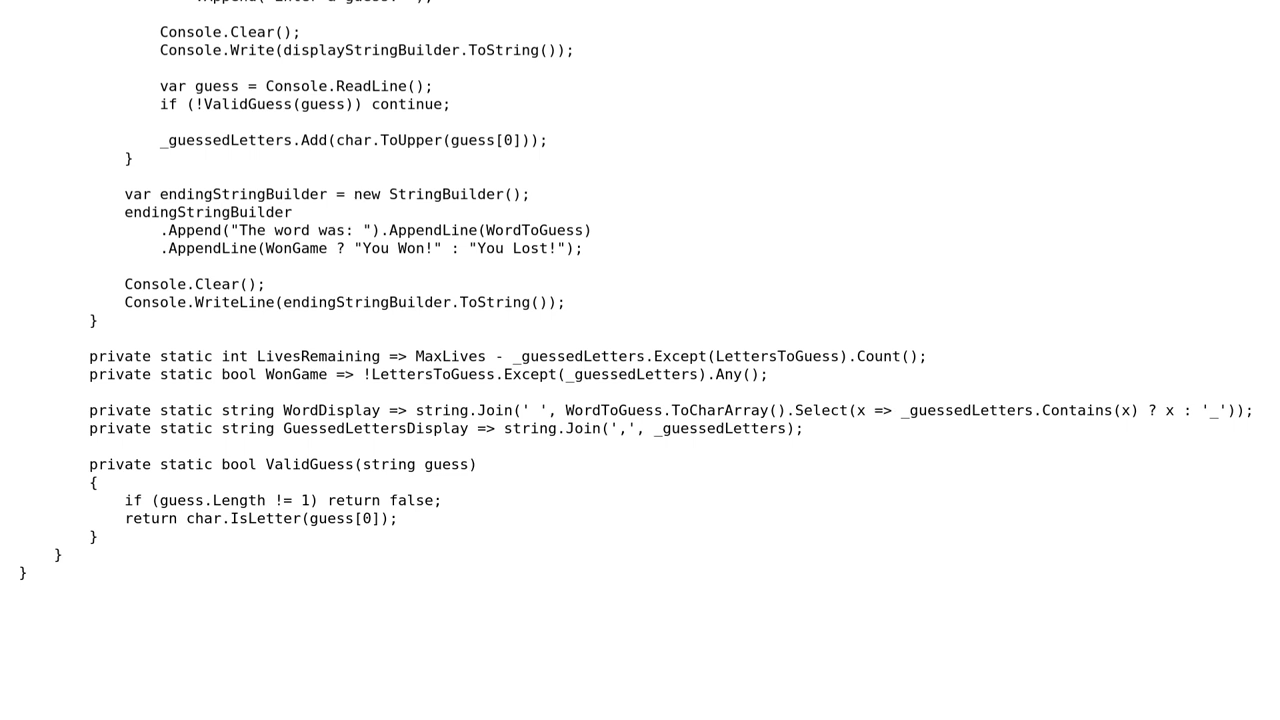 Console.Clear();
Console.Write(displayStringBuilder.ToString());
var guess = Console.ReadLine();
if (!ValidGuess(guess)) continue;
_guessedLetters.Add(char.ToUpper(guess[0]));
}
var endingStringBuilder = new StringBuilder();
endingStringBuilder
.Append("The word was: ").AppendLine(WordToGuess)
.AppendLine(WonGame ? "You Won!" : "You Lost!");
Console.Clear();
Console.WriteLine(endingStringBuilder.ToString());
}
private static int LivesRemaining => MaxLives - _guessedLetters.Except(LettersToGuess).Count();
private static bool WonGame => !LettersToGuess.Except(_guessedLetters).Any();
private static string WordDisplay => string.Join(' ', WordToGuess.ToCharArray().Select(x => _guessedLetters.Contains(x) ? x : '_'));
private static string GuessedLettersDisplay => string.Join(',', _guessedLetters);
private static bool ValidGuess(string guess)
{
if (guess.Length != 1) return false;
return char.IsLetter(guess[0]);
}
}
}